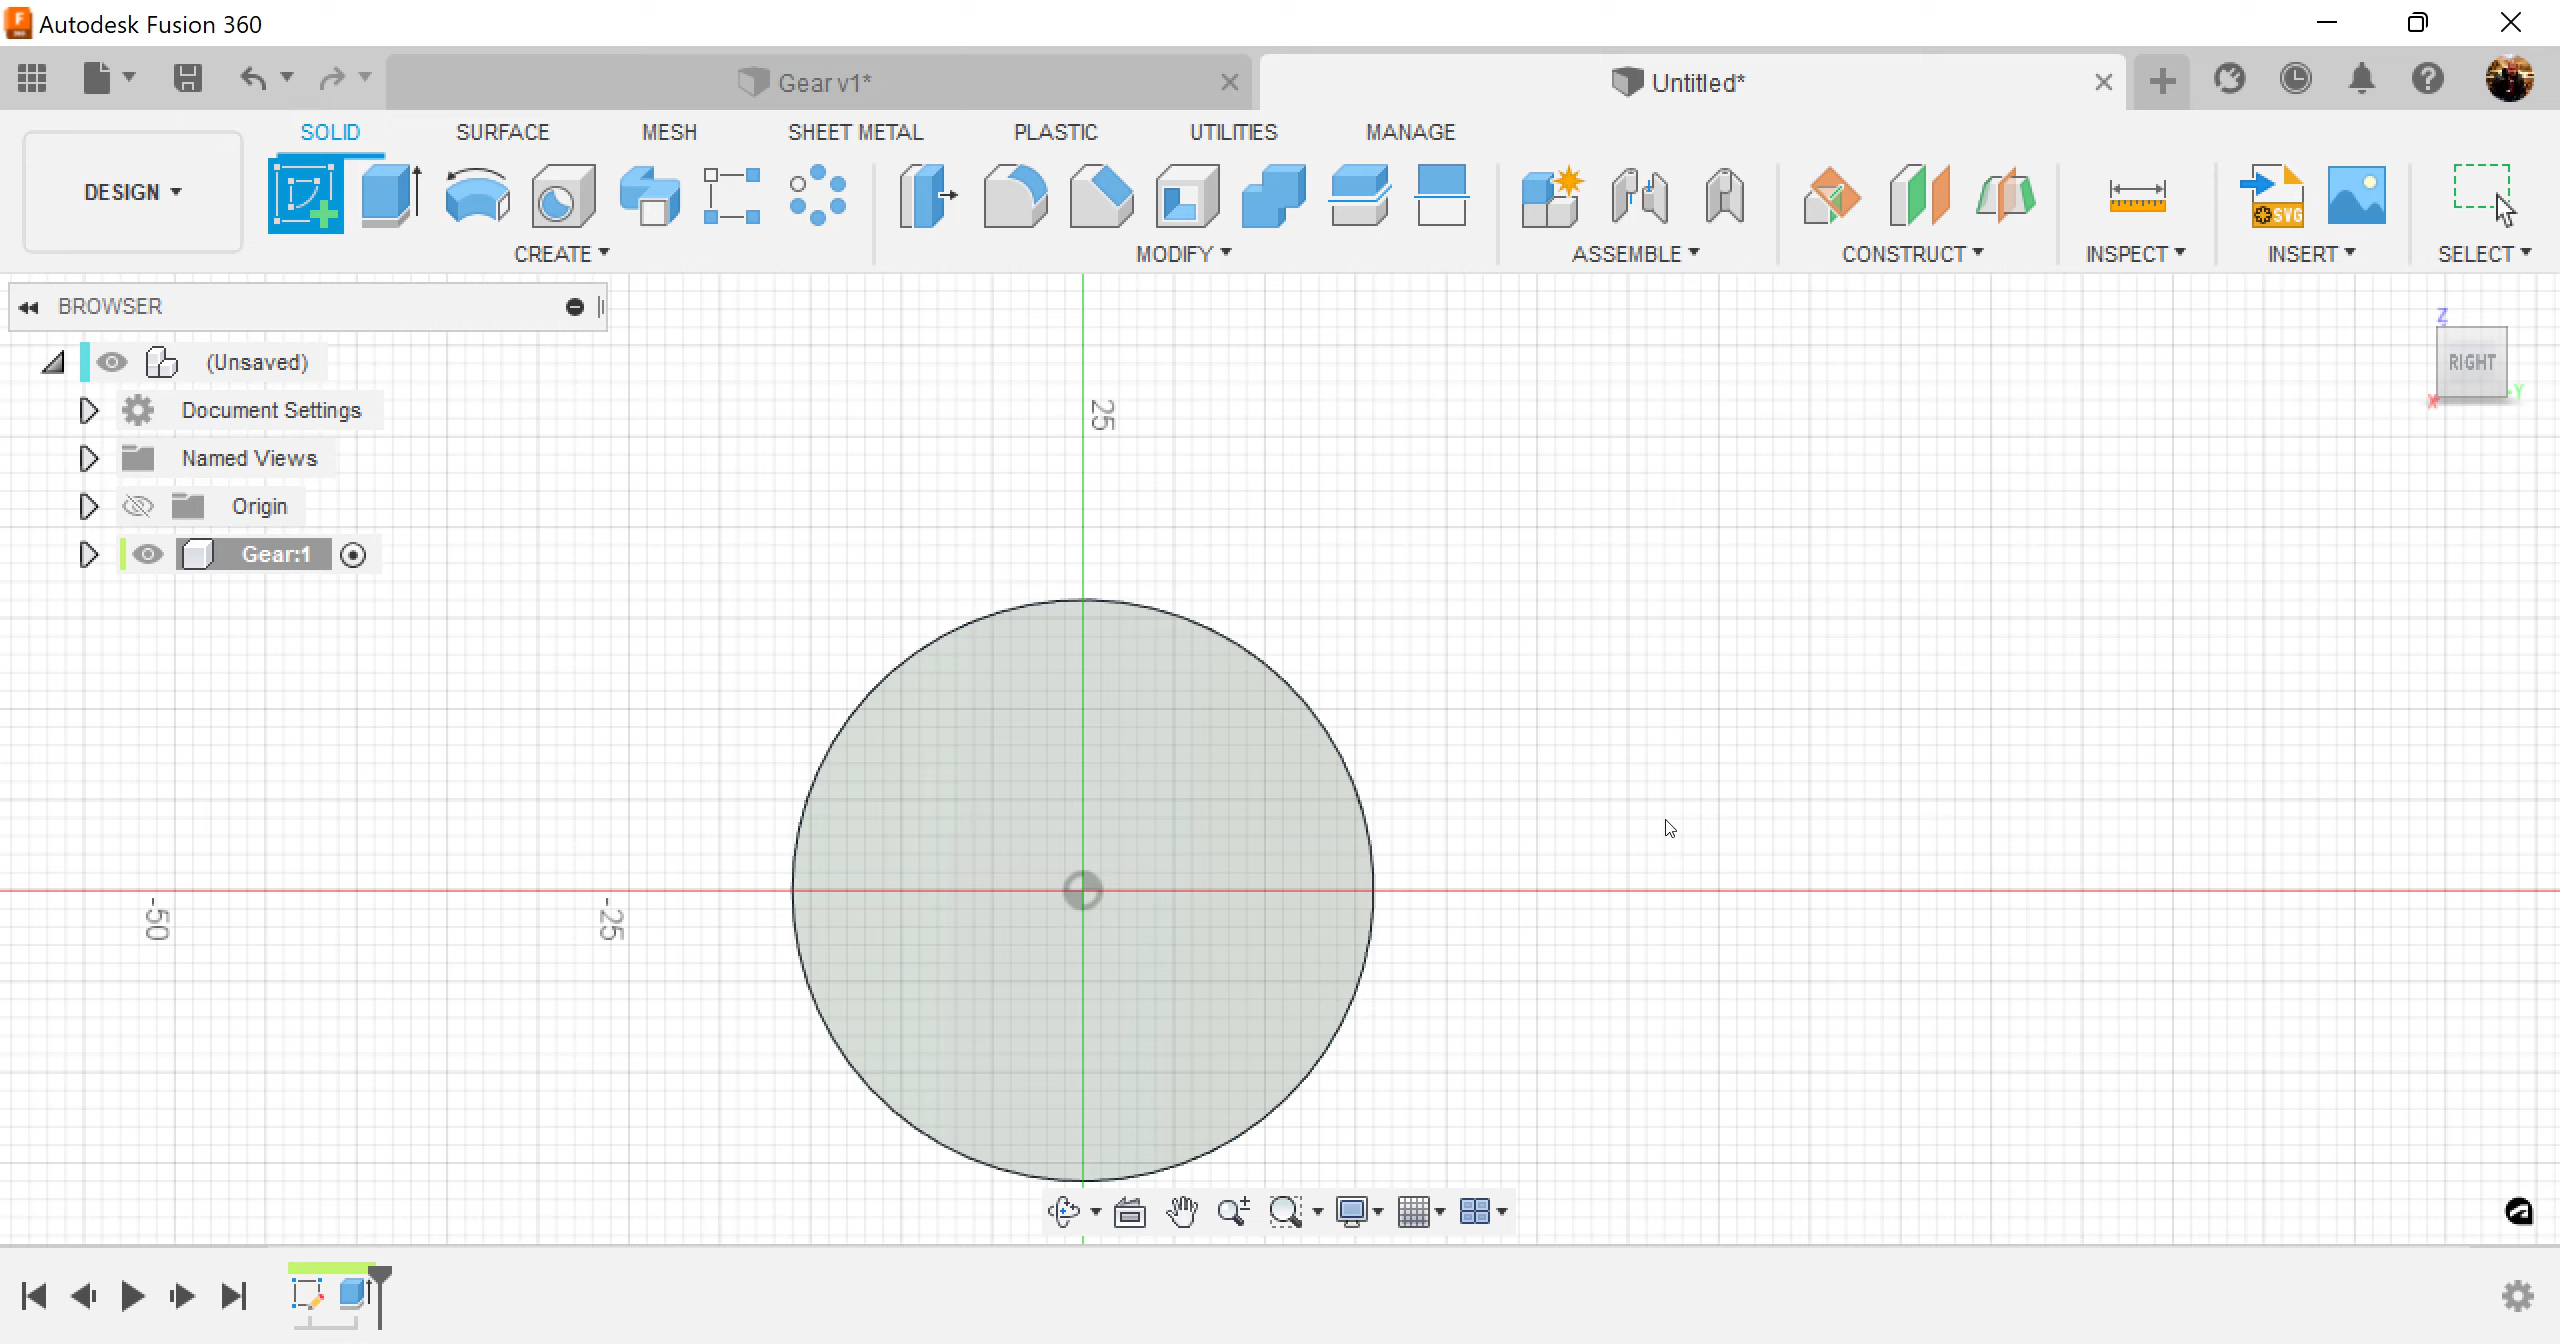 Autodesk Fusion 360
Gear v1*
Untitled*
SOLID SURFACE MESH SHEET METAL PLASTIC UTILITIES MANAGE
DESIGN
SVG
CREATE MODIFY ASSEMBLE CONSTRUCT INSPECT INSERT SELECT
BROWSER
Z
RIGHT
X Y
(Unsaved)
Document Settings
Named Views
Origin
Gear:1
25
-50
-25